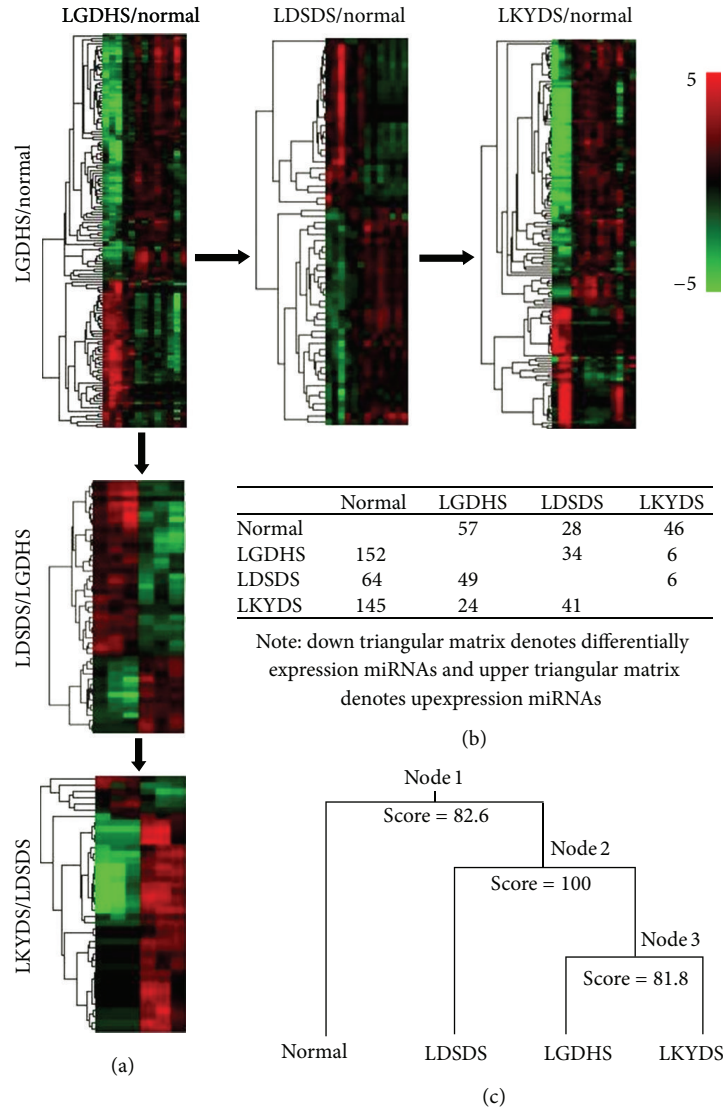 LGDHS/normal
LDSDS/normal
LKYDS/normal
LGDHS/normal
5
−5
LDSDS/LGDHS
Normal LGDHS LDSDS LKYDS
Normal 57 28 46
LGDHS 152 34 6
LDSDS 64 49 6
LKYDS 145 24 41
Note: down triangular matrix denotes differentially
expression miRNAs and upper triangular matrix
denotes upexpression miRNAs
(b)
LKYDS/LDSDS
(a)
Node 1
Score = 82.6
Node 2
Score = 100
Node 3
Score = 81.8
Normal
LDSDS
LGDHS
LKYDS
(c)